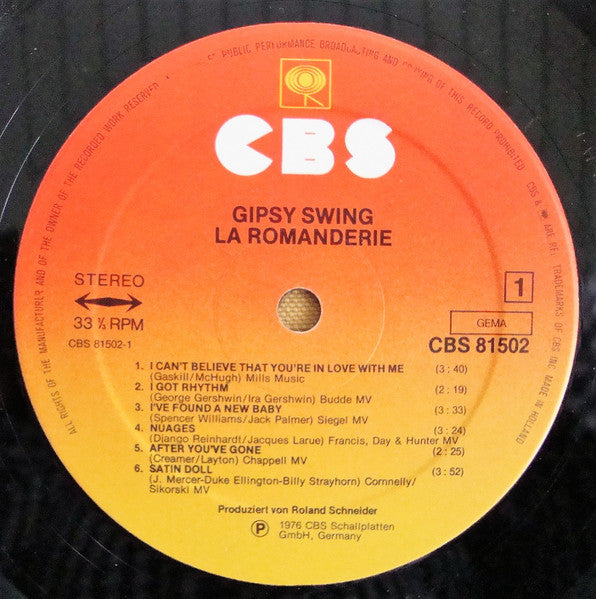 ALL RIGHTS OF THE MANUFACTURER AND OF THE OWNER OF THE RECORDED WORK RESERVED
PUBLIC PERFORMANCE BROADCASTING AND COPYING OF THIS RECORD PROHIBITED
CBS & ARE TRADEMARKS OF CBS INC MADE IN HOLLAND
CBS
GIPSY SWING
LA ROMANDERIE
STEREO
33 ⅓ RPM
CBS 81502-1
1
GEMA
CBS 81502
1. I CAN'T BELIEVE THAT YOU'RE IN LOVE WITH ME (3 : 40)
(Gaskill/McHugh) Mills Music
2. I GOT RHYTHM (2 : 19)
(George Gershwin/Ira Gershwin) Budde MV
3. I'VE FOUND A NEW BABY (3 : 33)
(Spencer Williams/Jack Palmer) Siegel MV
4. NUAGES (3 : 24)
(Django Reinhardt/Jacques Larue) Francis, Day & Hunter MV
5. AFTER YOU'VE GONE (2 : 25)
(Creamer/Layton) Chappell MV
6. SATIN DOLL (3 : 52)
(J. Mercer-Duke Ellington-Billy Strayhorn) Comnelly/
Sikorski MV
Produziert von Roland Schneider
Ⓟ 1976 CBS Schallplatten
GmbH, Germany